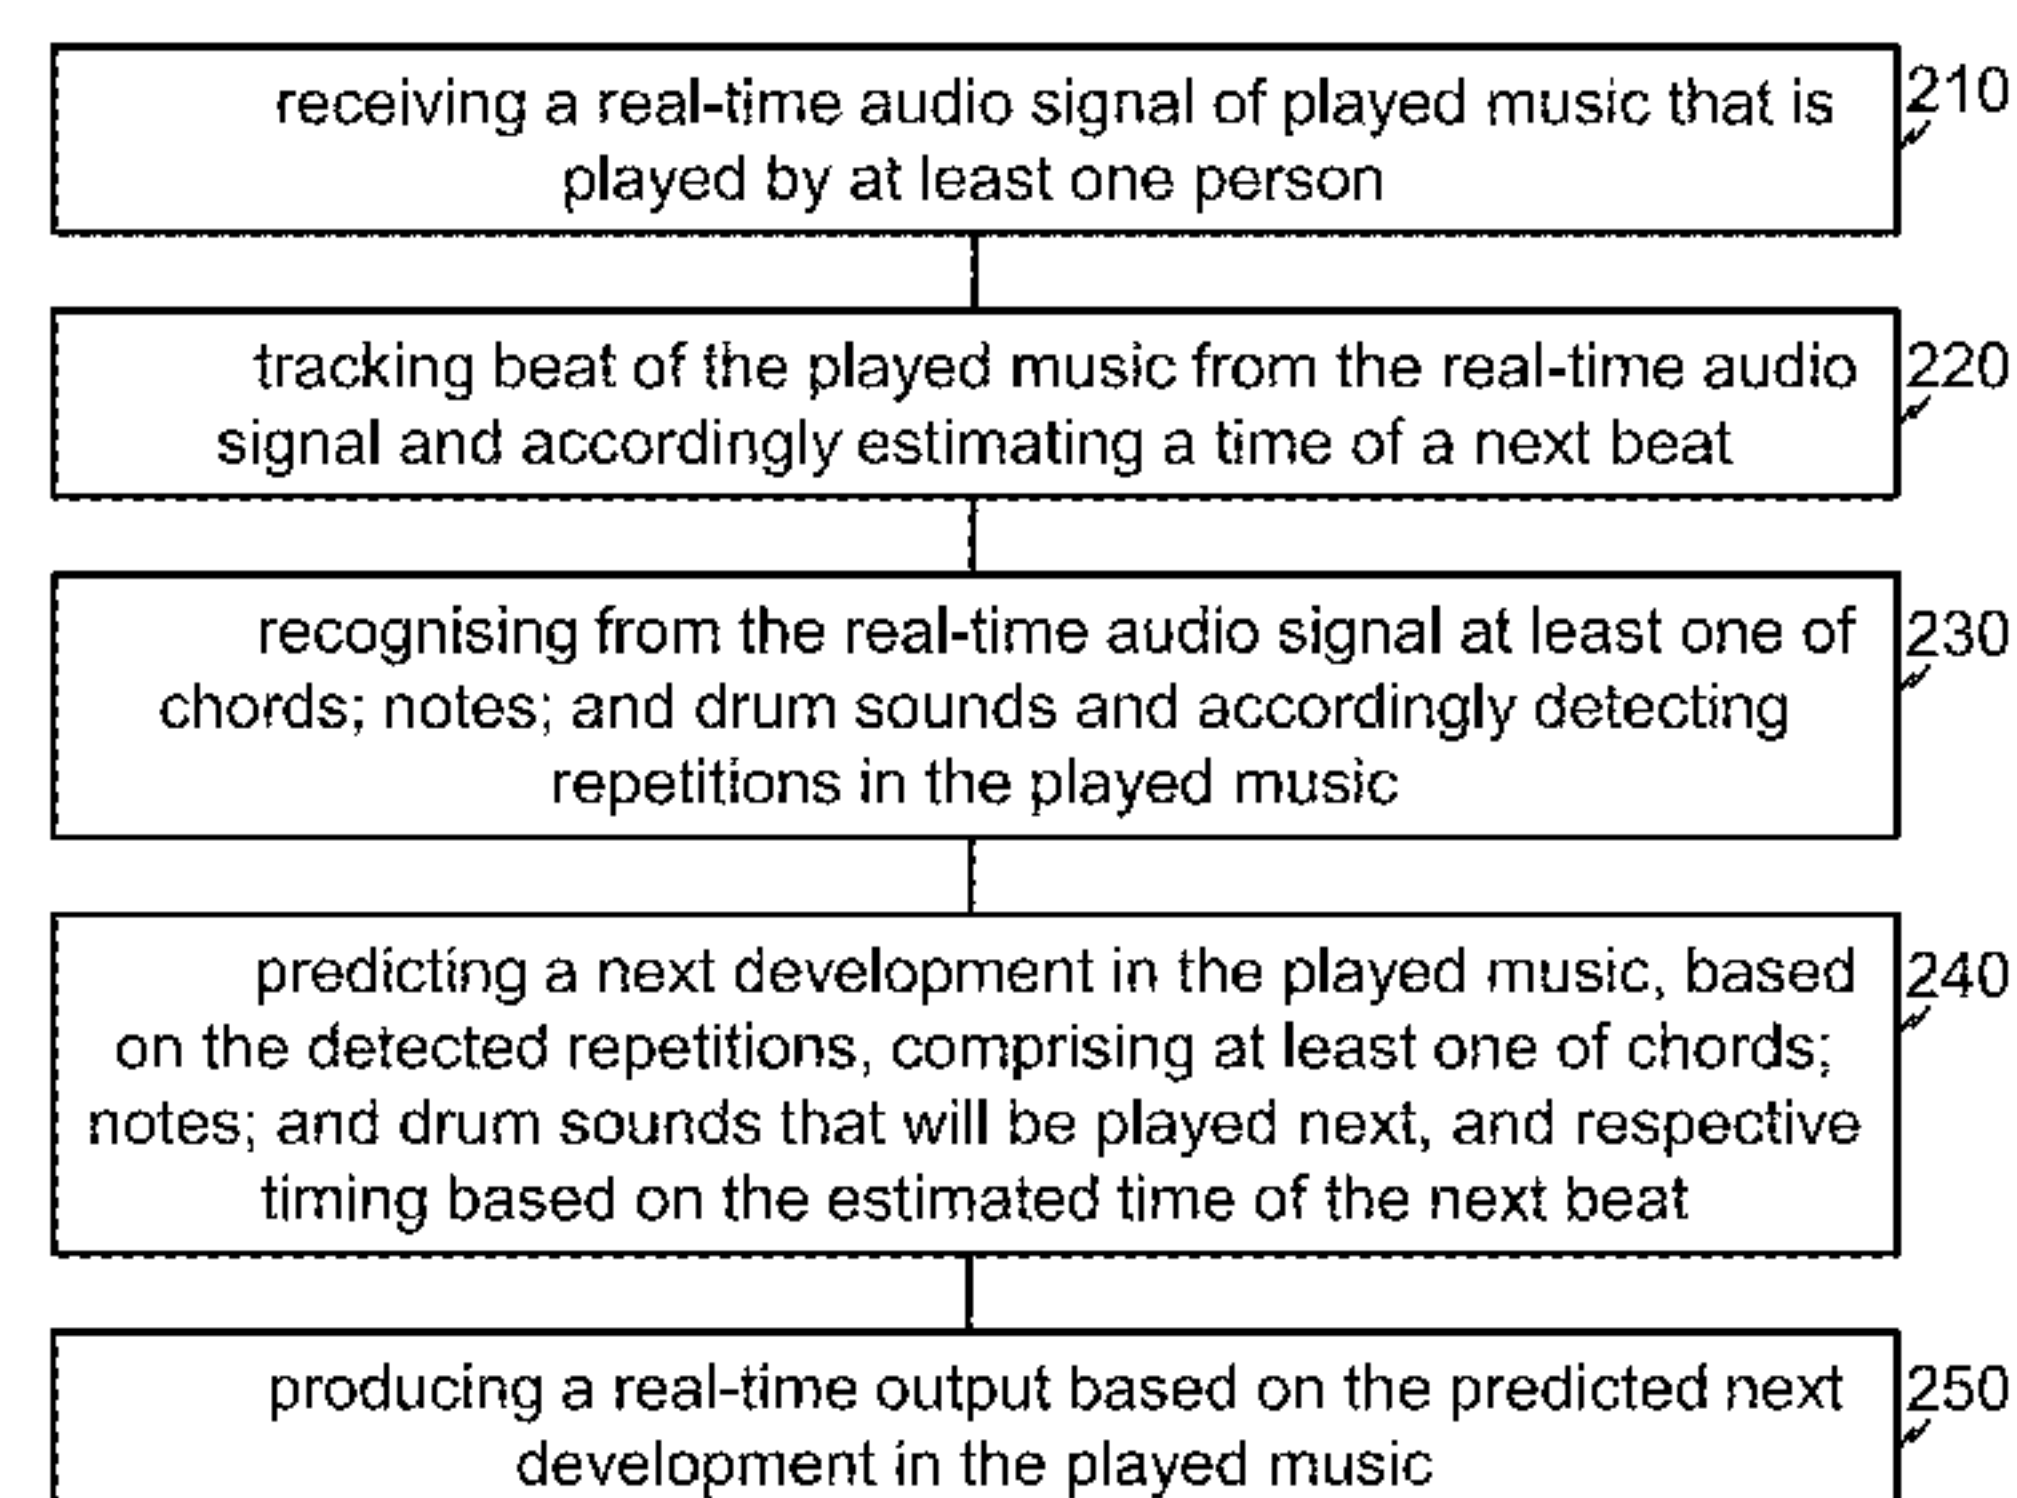 receiving a real-time audio signal of played music that is
played by at least one person
210
tracking beat of the played music from the real-time audio
signal and accordingly estimating a time of a next beat
220
recognising from the real-time audio signal at least one of
chords; notes; and drum sounds and accordingly detecting
repetitions in the played music
230
predicting a next development in the played music, based
on the detected repetitions, comprising at least one of chords;
notes; and drum sounds that will be played next, and respective
timing based on the estimated time of the next beat
240
producing a real-time output based on the predicted next
development in the played music
250